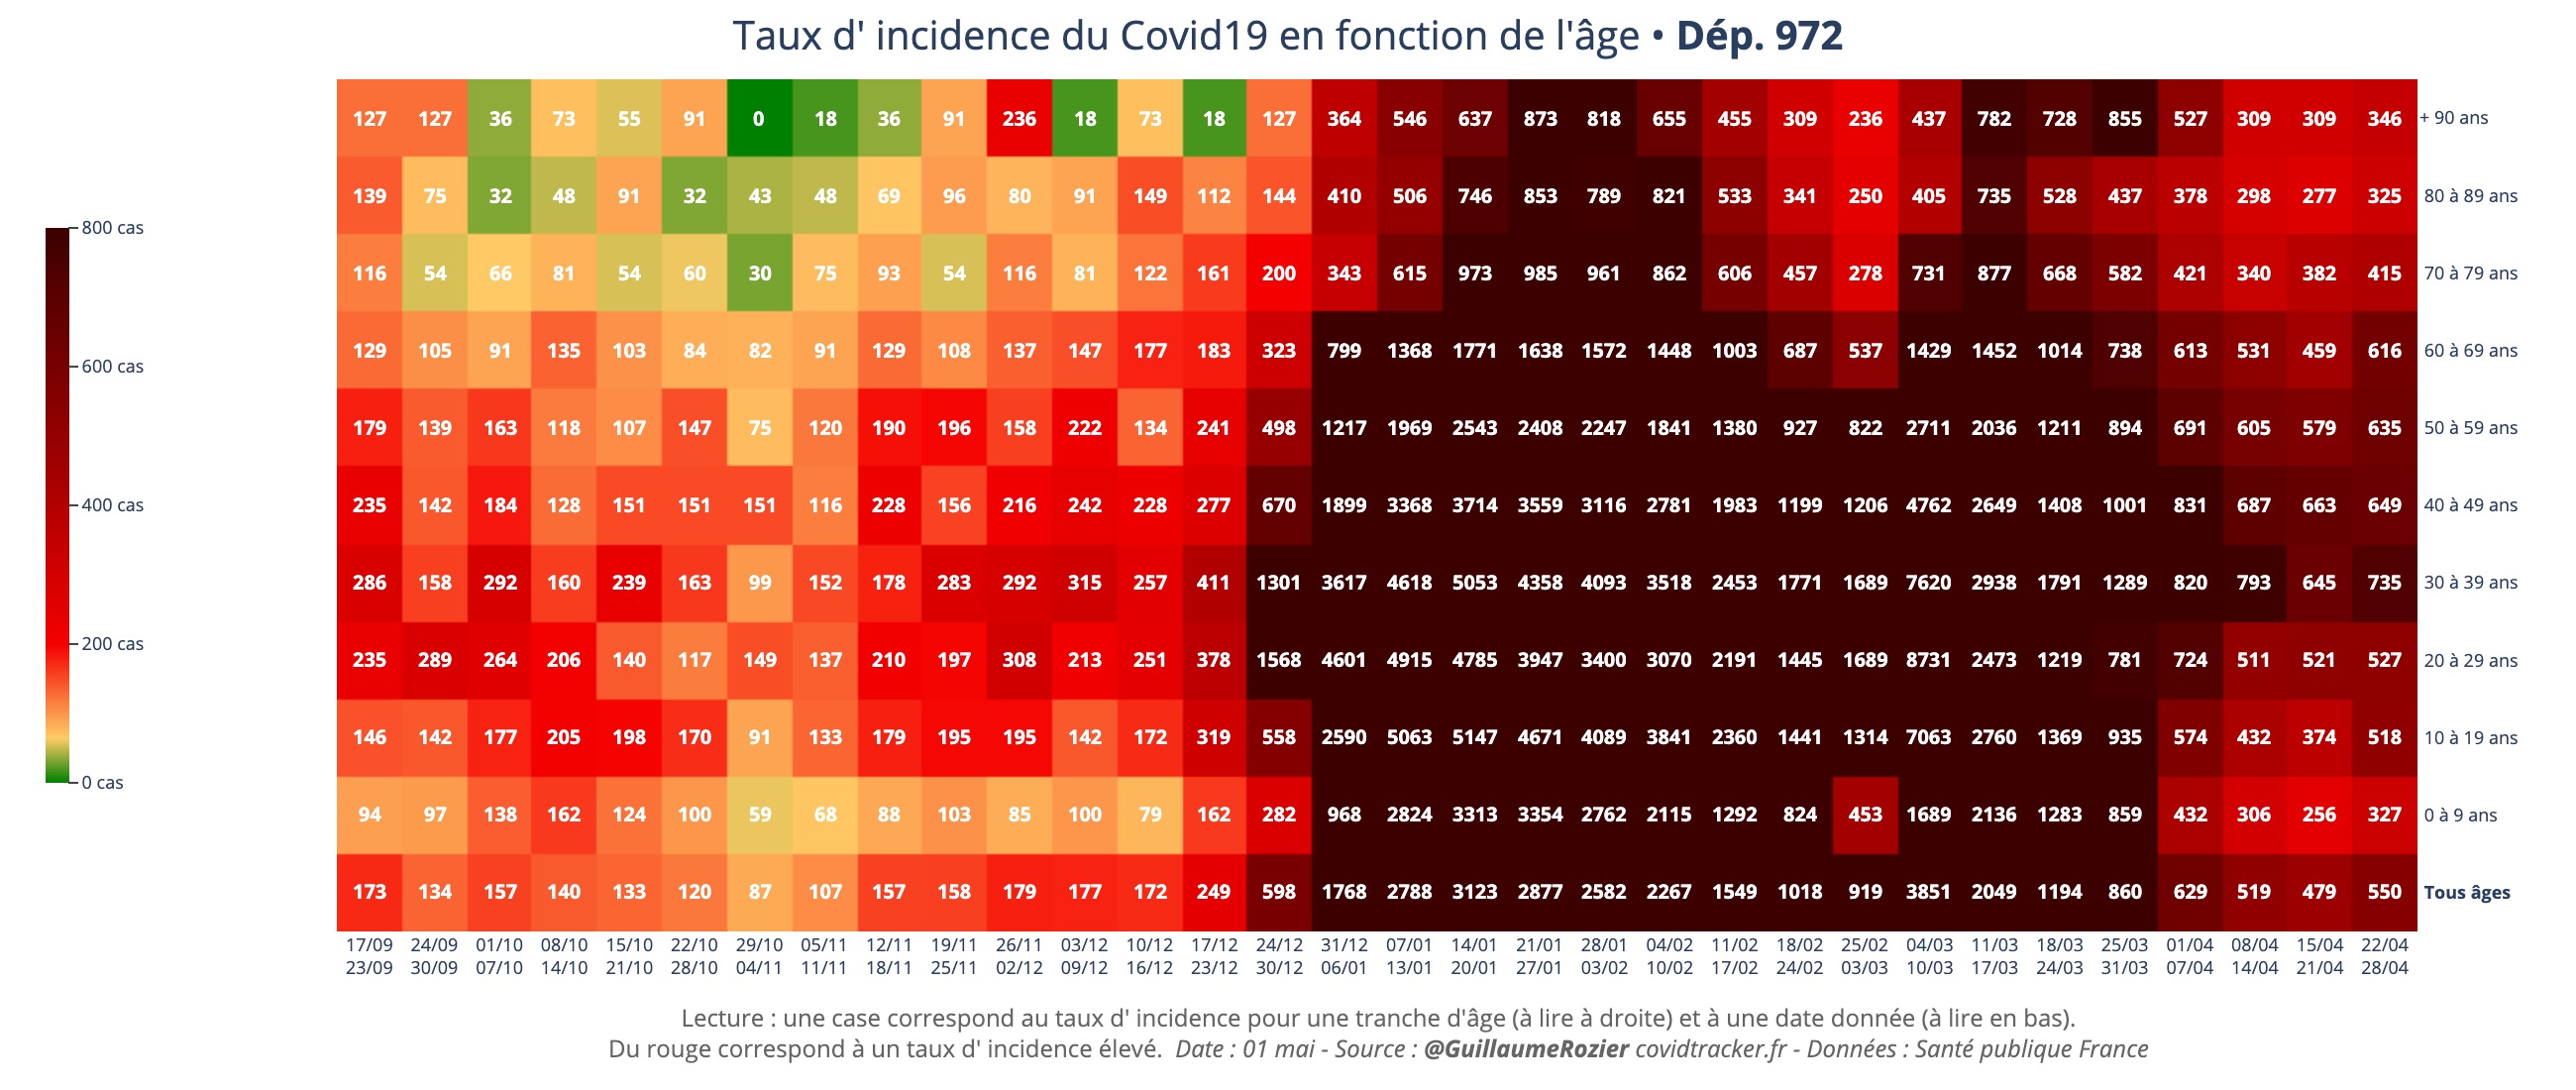 Taux d' incidence du Covid19 en fonction de l'âge • Dép. 972
127 127 36 73 55 91 0 18 36 91 236 18 73 18 127 364 546 637 873 818 655 455 309 236 437 782 728 855 527 309 309 346 + 90 ans
139 75 32 48 91 32 43 48 69 96 80 91 149 112 144 410 506 746 853 789 821 533 341 250 405 735 528 437 378 298 277 325 80 à 89 ans
800 cas
116 54 66 81 54 60 30 75 93 54 116 81 122 161 200 343 615 973 985 961 862 606 457 278 731 877 668 582 421 340 382 415 70 à 79 ans
129 105 91 135 103 84 82 91 129 108 137 147 177 183 323 799 1368 1771 1638 1572 1448 1003 687 537 1429 1452 1014 738 613 531 459 616 60 à 69 ans
600 cas
179 139 163 118 107 147 75 120 190 196 158 222 134 241 498 1217 1969 2543 2408 2247 1841 1380 927 822 2711 2036 1211 894 691 605 579 635 50 à 59 ans
400 cas
235 142 184 128 151 151 151 116 228 156 216 242 228 277 670 1899 3368 3714 3559 3116 2781 1983 1199 1206 4762 2649 1408 1001 831 687 663 649 40 à 49 ans
286 158 292 160 239 163 99 152 178 283 292 315 257 411 1301 3617 4618 5053 4358 4093 3518 2453 1771 1689 7620 2938 1791 1289 820 793 645 735 30 à 39 ans
200 cas
235 289 264 206 140 117 149 137 210 197 308 213 251 378 1568 4601 4915 4785 3947 3400 3070 2191 1445 1689 8731 2473 1219 781 724 511 521 527 20 à 29 ans
146 142 177 205 198 170 91 133 179 195 195 142 172 319 558 2590 5063 5147 4671 4089 3841 2360 1441 1314 7063 2760 1369 935 574 432 374 518 10 à 19 ans
0 cas
94 97 138 162 124 100 59 68 88 103 85 100 79 162 282 968 2824 3313 3354 2762 2115 1292 824 453 1689 2136 1283 859 432 306 256 327 0 à 9 ans
173 134 157 140 133 120 87 107 157 158 179 177 172 249 598 1768 2788 3123 2877 2582 2267 1549 1018 919 3851 2049 1194 860 629 519 479 550 Tous âges
17/09 24/09 01/10 08/10 15/10 22/10 29/10 05/11 12/11 19/11 26/11 03/12 10/12 17/12 24/12 31/12 07/01 14/01 21/01 28/01 04/02 11/02 18/02 25/02 04/03 11/03 18/03 25/03 01/04 08/04 15/04 22/04
23/09 30/09 07/10 14/10 21/10 28/10 04/11 11/11 18/11 25/11 02/12 09/12 16/12 23/12 30/12 06/01 13/01 20/01 27/01 03/02 10/02 17/02 24/02 03/03 10/03 17/03 24/03 31/03 07/04 14/04 21/04 28/04
Lecture : une case correspond au taux d' incidence pour une tranche d'âge (à lire à droite) et à une date donnée (à lire en bas).
Du rouge correspond à un taux d' incidence élevé. Date : 01 mai - Source : @GuillaumeRozier covidtracker.fr - Données : Santé publique France